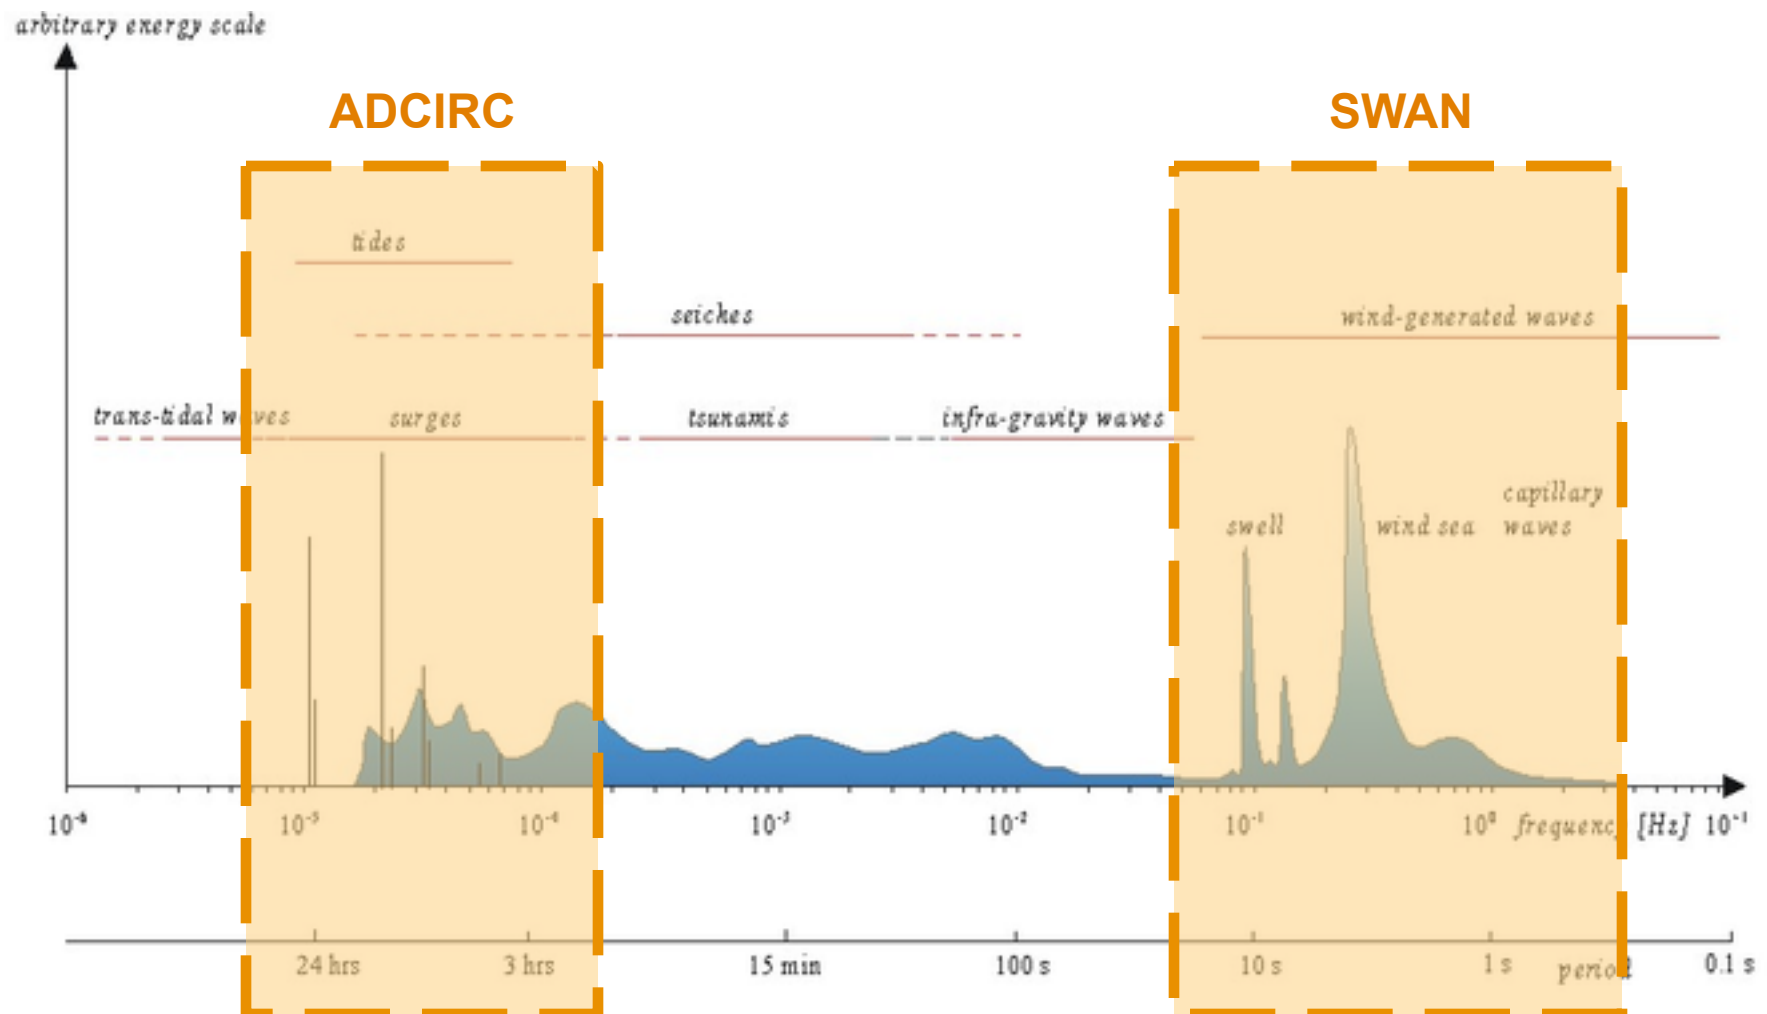 arbitrary energy scale
ADCIRC
SWAN
tides
seiches
wind-generated waves
trans-tidal waves
surges
tsunamis
infra-gravity waves
capillary
swell
wind sea
waves
10⁻⁶
10⁻⁵
10⁻⁴
10⁻³
10⁻²
10⁻¹
10⁰
frequency [Hz]
10⁻¹
24 hrs
3 hrs
15 min
100 s
10 s
1 s
period
0.1 s